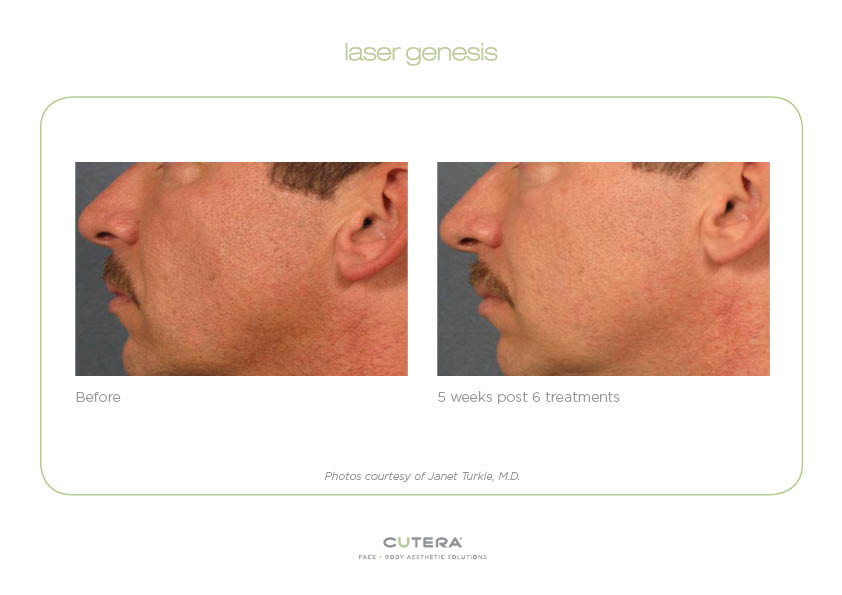 laser genesis
Before
5 weeks post 6 treatments
Photos courtesy of Janet Turkle, M.D.
CUTERA
FACE + BODY AESTHETIC SOLUTIONS